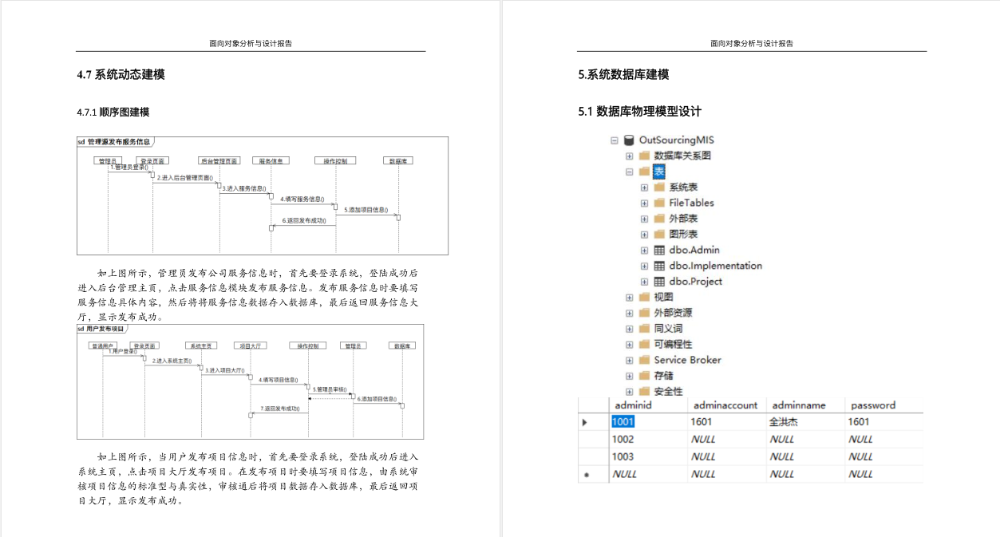 面向对象分析与设计报告
4.7 系统动态建模
4.7.1 顺序图建模
sd 管理源发布服务信息
管理员 登录页面 后台管理页面 服务信息 操作控制 数据库
1.管理员登录()
2.进入后台管理页面()
3.进入服务信息()
4.填写服务信息()
5.添加项目信息()
6.返回发布成功()
如上图所示，管理员发布公司服务信息时，首先要登录系统，登陆成功后
进入后台管理主页，点击服务信息模块发布服务信息。发布服务信息时要填写
服务信息具体内容，然后将将服务信息数据存入数据库，最后返回服务信息大
厅，显示发布成功。
sd 用户发布项目
普通用户 登录页面 系统主页 项目大厅 操作控制 管理员 数据库
1.用户登录()
2.进入系统主页()
3.进入项目大厅()
4.填写项目信息()
5.管理员审核()
6.添加项目信息()
7.返回发布成功()
如上图所示，当用户发布项目信息时，首先要登录系统，登陆成功后进入
系统主页，点击项目大厅发布项目。在发布项目时要填写项目信息，由系统审
核项目信息的标准型与真实性，审核通后将项目数据存入数据库，最后返回项
目大厅，显示发布成功。
面向对象分析与设计报告
5.系统数据库建模
5.1 数据库物理模型设计
OutSourcingMIS
数据库关系图
表
系统表
FileTables
外部表
图形表
dbo.Admin
dbo.Implementation
dbo.Project
视图
外部资源
同义词
可编程性
Service Broker
存储
安全性
adminid adminaccount adminname password
1001 1601 全洪杰 1601
1002 NULL NULL NULL
1003 NULL NULL NULL
NULL NULL NULL NULL